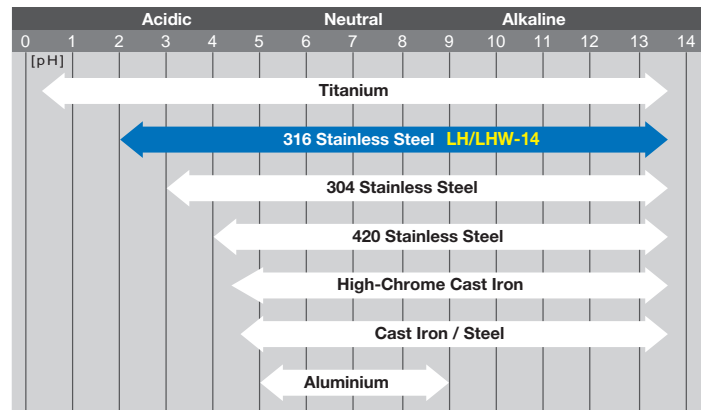 Acidic Neutral Alkaline
0 1 2 3 4 5 6 7 8 9 10 11 12 13 14
[pH]
Titanium
316 Stainless Steel LH/LHW-14
304 Stainless Steel
420 Stainless Steel
High-Chrome Cast Iron
Cast Iron / Steel
Aluminium